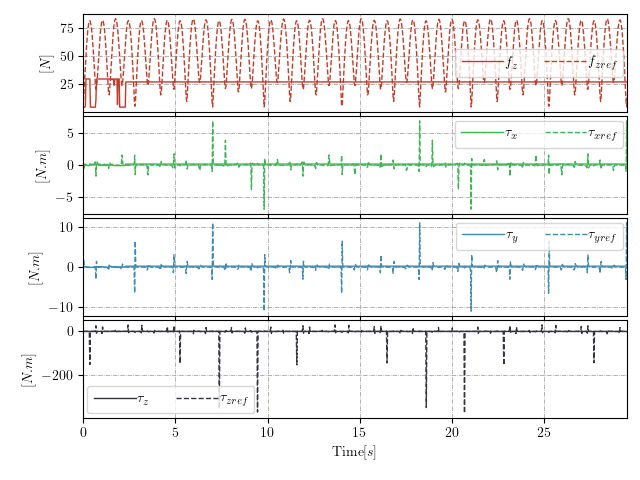 75
50
25
[N]
f_z f_zref
5
0
−5
[N.m]
τ_x τ_xref
10
0
−10
[N.m]
τ_y τ_yref
0
−200
[N.m]
τ_z τ_zref
0 5 10 15 20 25
Time[s]